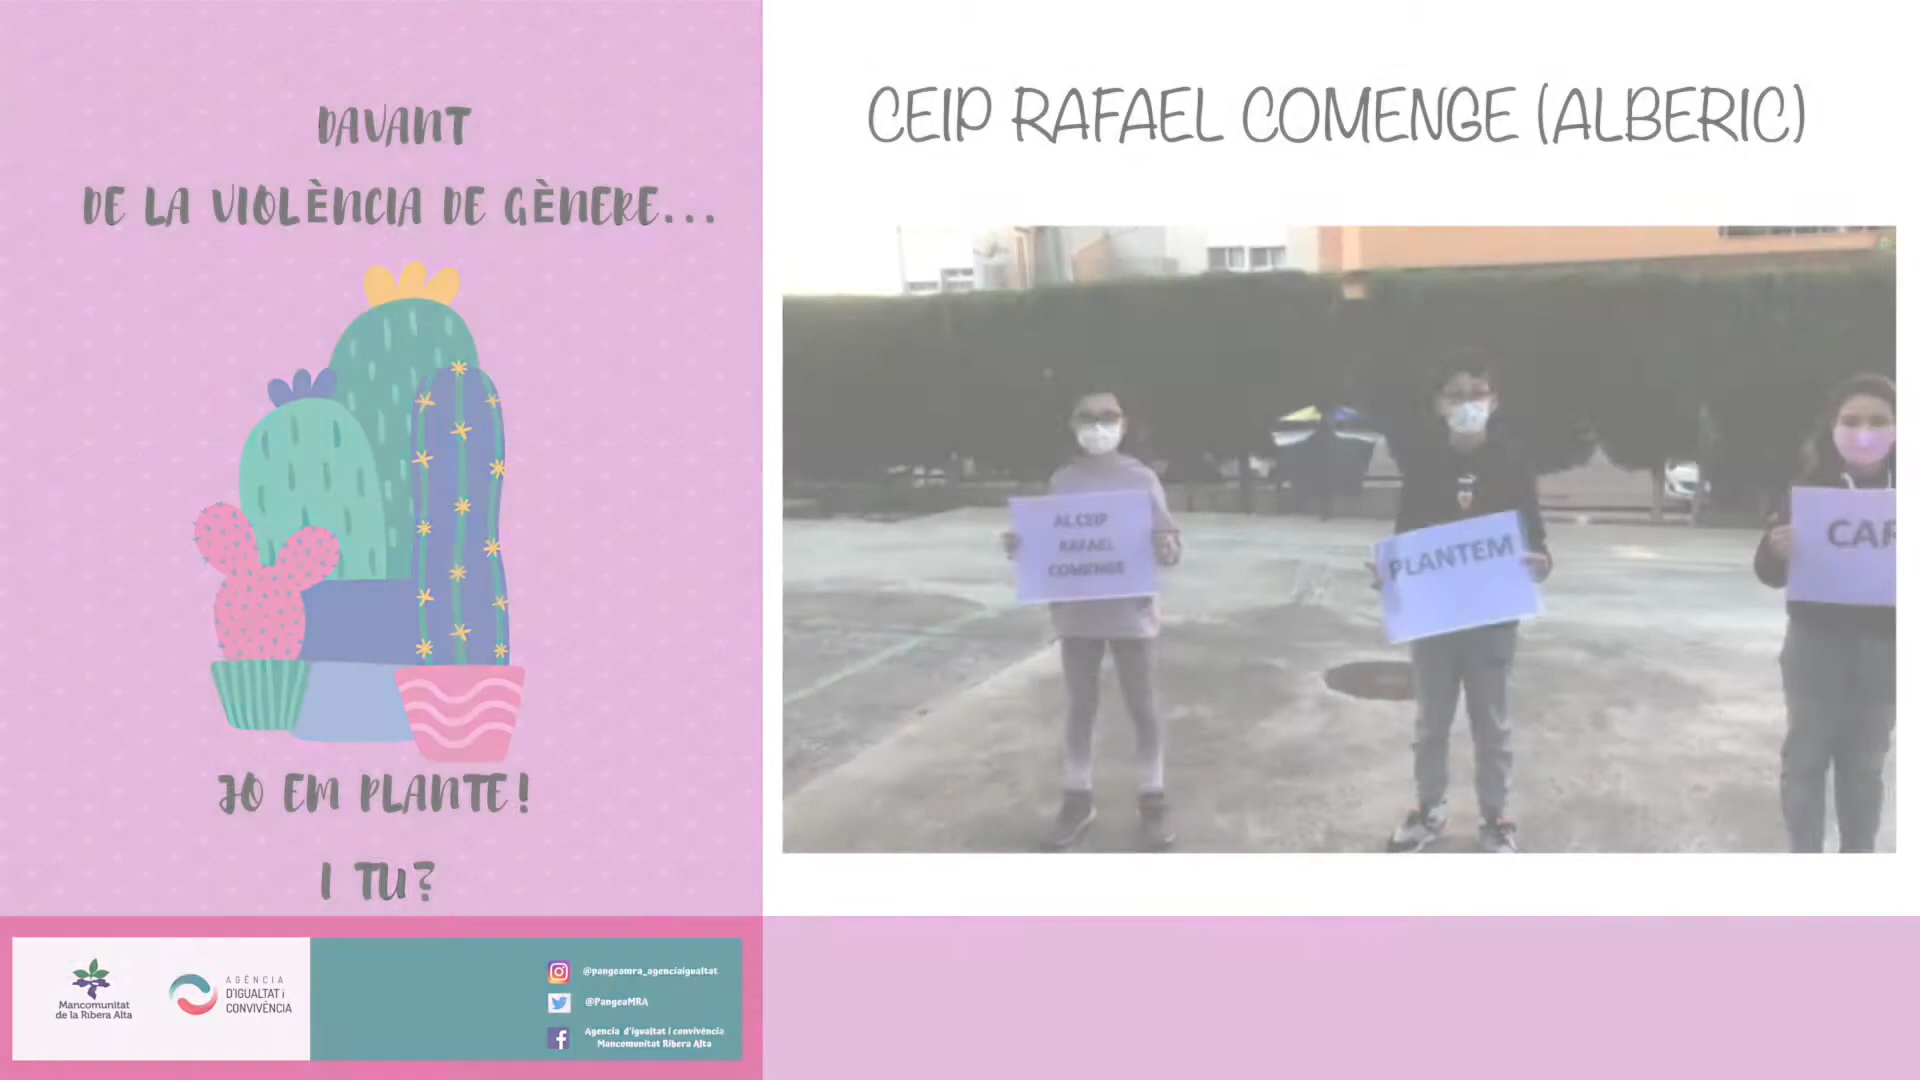 DAVANT
DE LA VIOLÈNCIA DE GÈNERE...
JO EM PLANTE!
I TU?
Mancomunitat
de la Ribera Alta
AGÈNCIA
D'IGUALTAT i
CONVIVÈNCIA
@pangeamra_agenciaigualtat
@PangeaMRA
Agencia d'igualtat i convivència
Mancomunitat Ribera Alta
CEIP RAFAEL COMENGE (ALBERIC)
AL CEIP
RAFAEL
COMENGE
PLANTEM